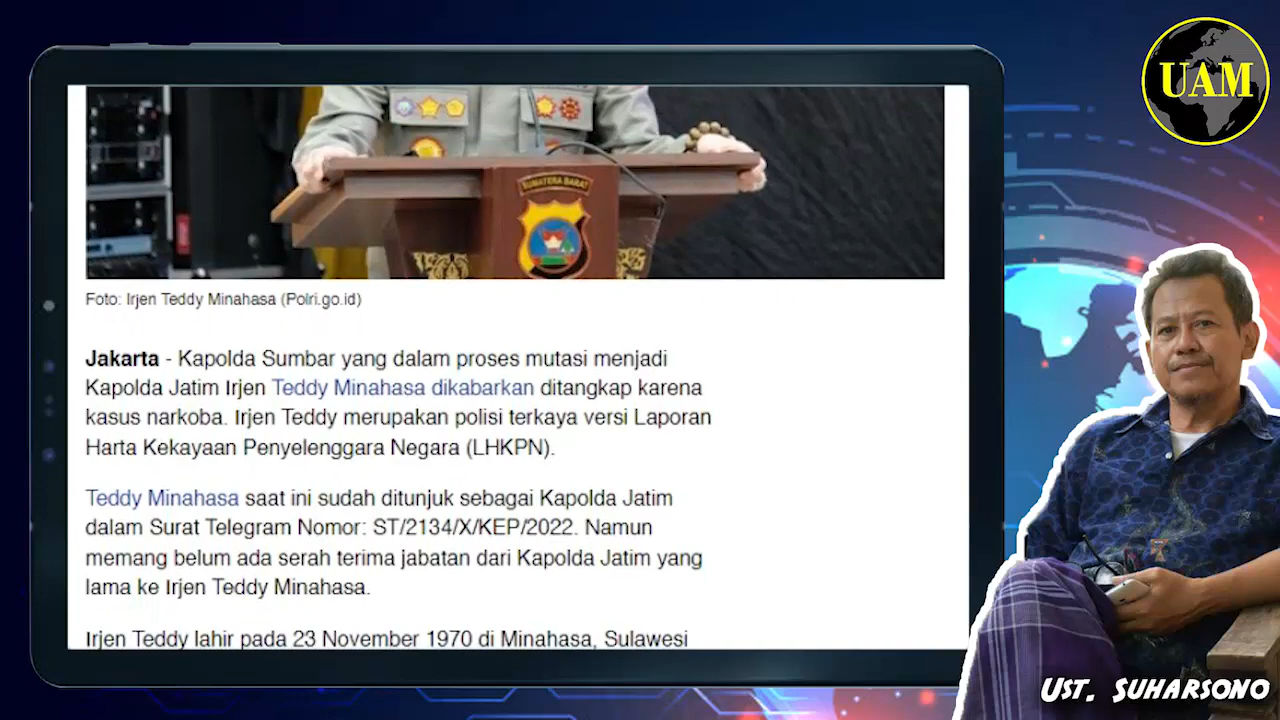 UAM
SUMATERA BARAT
Foto: Irjen Teddy Minahasa (Polri.go.id)
Jakarta - Kapolda Sumbar yang dalam proses mutasi menjadi
Kapolda Jatim Irjen Teddy Minahasa dikabarkan ditangkap karena
kasus narkoba. Irjen Teddy merupakan polisi terkaya versi Laporan
Harta Kekayaan Penyelenggara Negara (LHKPN).
Teddy Minahasa saat ini sudah ditunjuk sebagai Kapolda Jatim
dalam Surat Telegram Nomor: ST/2134/X/KEP/2022. Namun
memang belum ada serah terima jabatan dari Kapolda Jatim yang
lama ke Irjen Teddy Minahasa.
Irjen Teddy lahir pada 23 November 1970 di Minahasa, Sulawesi
UST. SUHARSONO